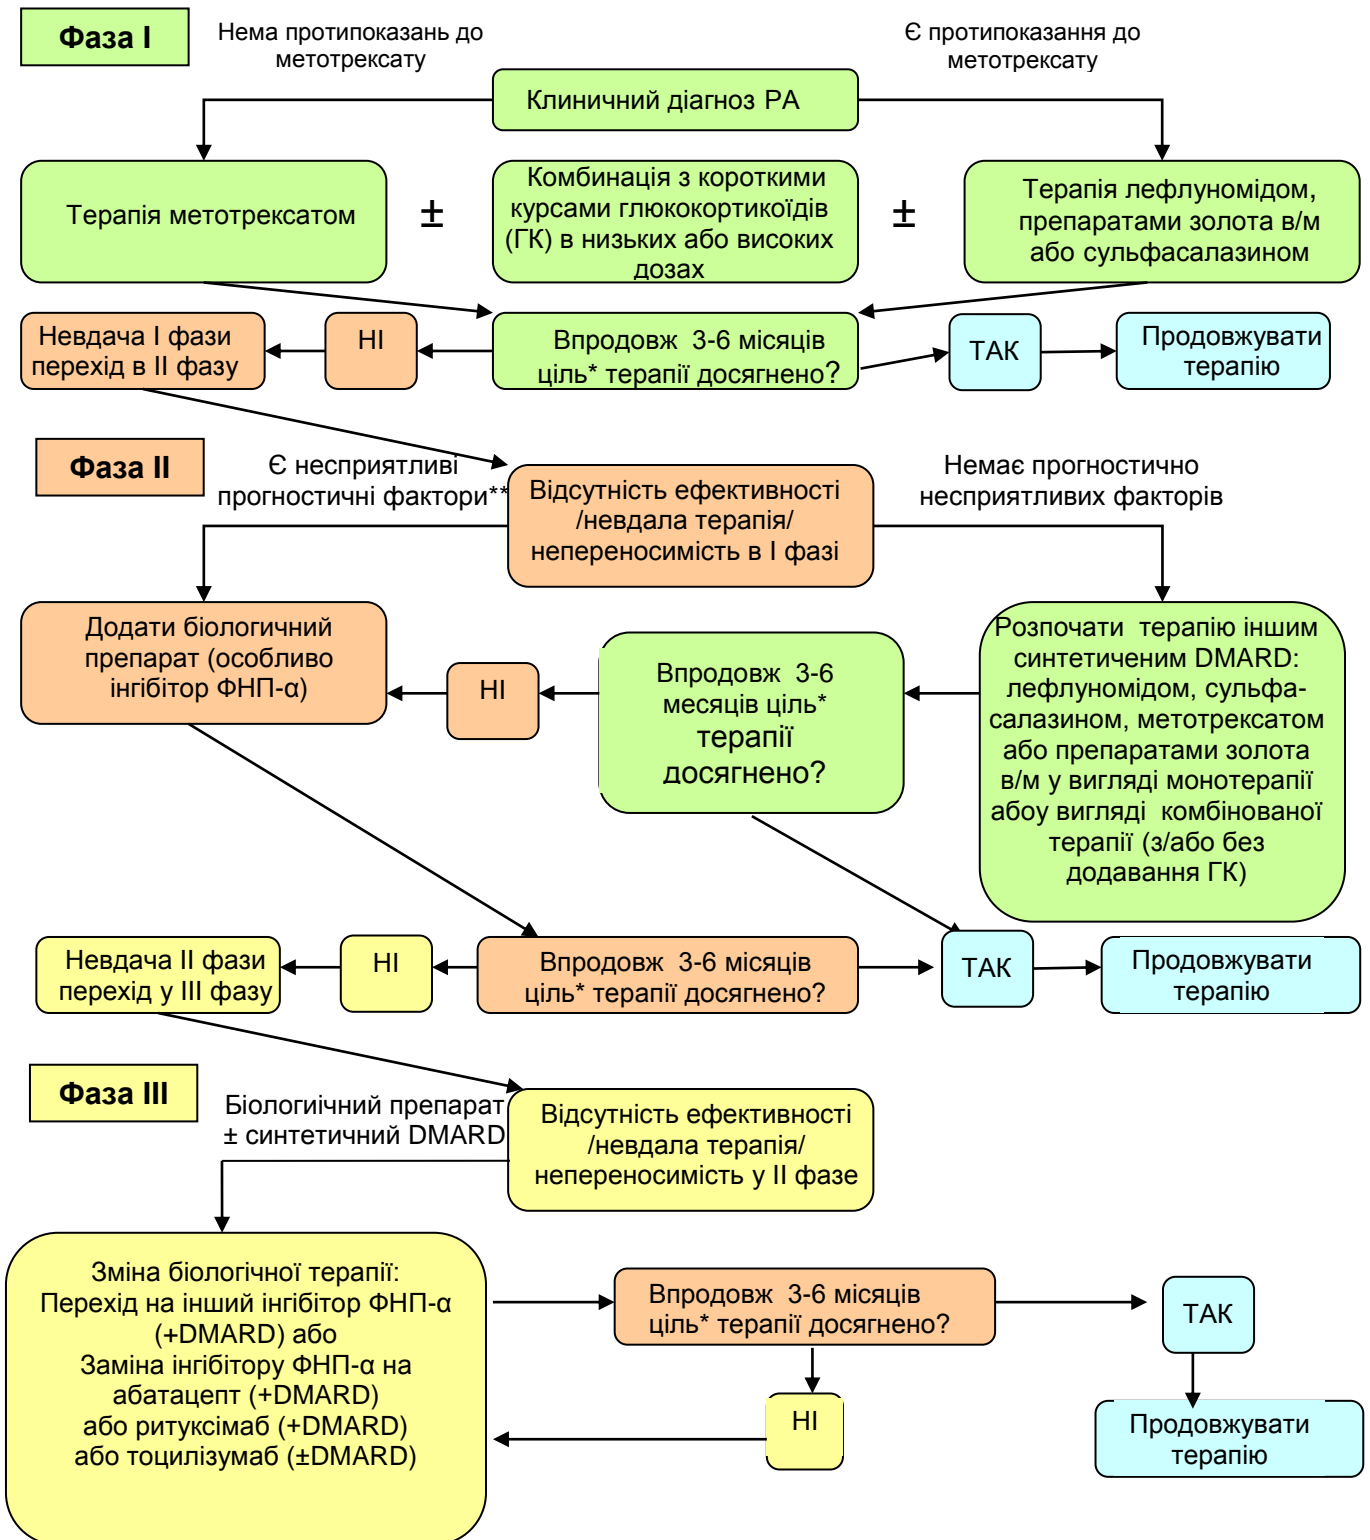 Фаза I
Нема протипоказань до
метотрексату
Є протипоказання до
метотрексату
Клиничний діагноз РА
Терапія метотрексатом
±
Комбинація з короткими
курсами глюкокортикоїдів
(ГК) в низьких або високих
дозах
±
Терапія лефлуномідом,
препаратами золота в/м
або сульфасалазином
Невдача I фази
перехід в II фазу
НІ
Впродовж 3-6 місяців
ціль* терапії досягнено?
ТАК
Продовжувати
терапію
Фаза II
Є несприятливі
прогностичні фактори**
Відсутність ефективності
/невдала терапія/
непереносимість в I фазі
Немає прогностично
несприятливих факторів
Додати біологичний
препарат (особливо
інгібітор ФНП-α)
НІ
Впродовж 3-6
месяців ціль*
терапії
досягнено?
Розпочати терапію іншим
синтетиченим DMARD:
лефлуномідом, сульфа-
салазином, метотрексатом
або препаратами золота
в/м у вигляді монотерапії
абоу вигляді комбінованої
терапії (з/або без
додавання ГК)
Невдача II фази
перехід у III фазу
НІ
Впродовж 3-6 місяців
ціль* терапії досягнено?
ТАК
Продовжувати
терапію
Фаза III
Біологиічний препарат
± синтетичний DMARD
Відсутність ефективності
/невдала терапія/
непереносимість у II фазе
Зміна біологічної терапії:
Перехід на інший інгібітор ФНП-α
(+DMARD) або
Заміна інгібітору ФНП-α на
абатацепт (+DMARD)
або ритуксімаб (+DMARD)
або тоцилізумаб (±DMARD)
Впродовж 3-6 місяців
ціль* терапії досягнено?
ТАК
НІ
Продовжувати
терапію